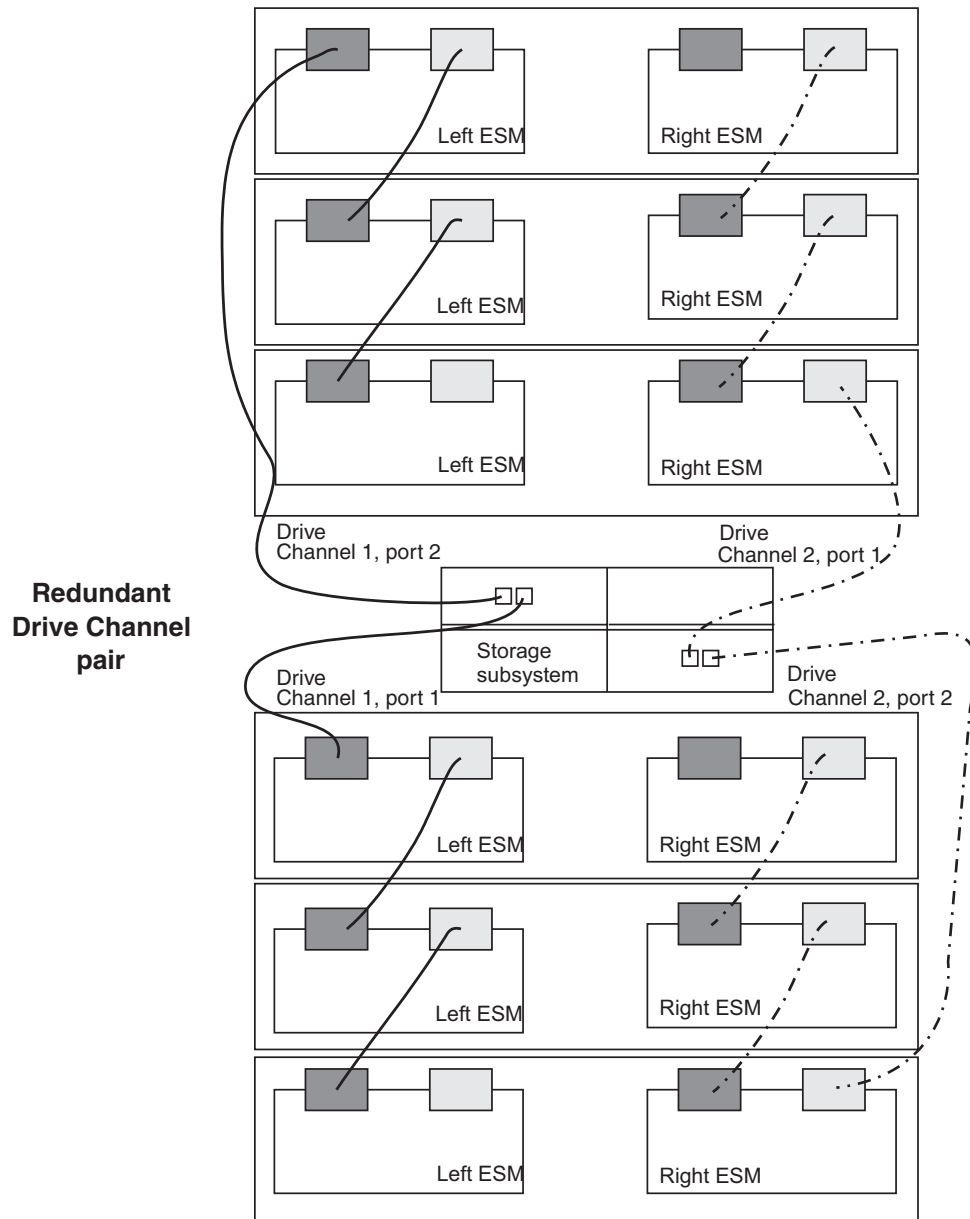 Left ESM
Right ESM
Left ESM
Right ESM
Left ESM
Right ESM
Drive
Channel 1, port 2
Drive
Channel 2, port 1
Redundant
Drive Channel
pair
Storage
subsystem
Drive
Channel 1, port 1
Drive
Channel 2, port 2
Left ESM
Right ESM
Left ESM
Right ESM
Left ESM
Right ESM